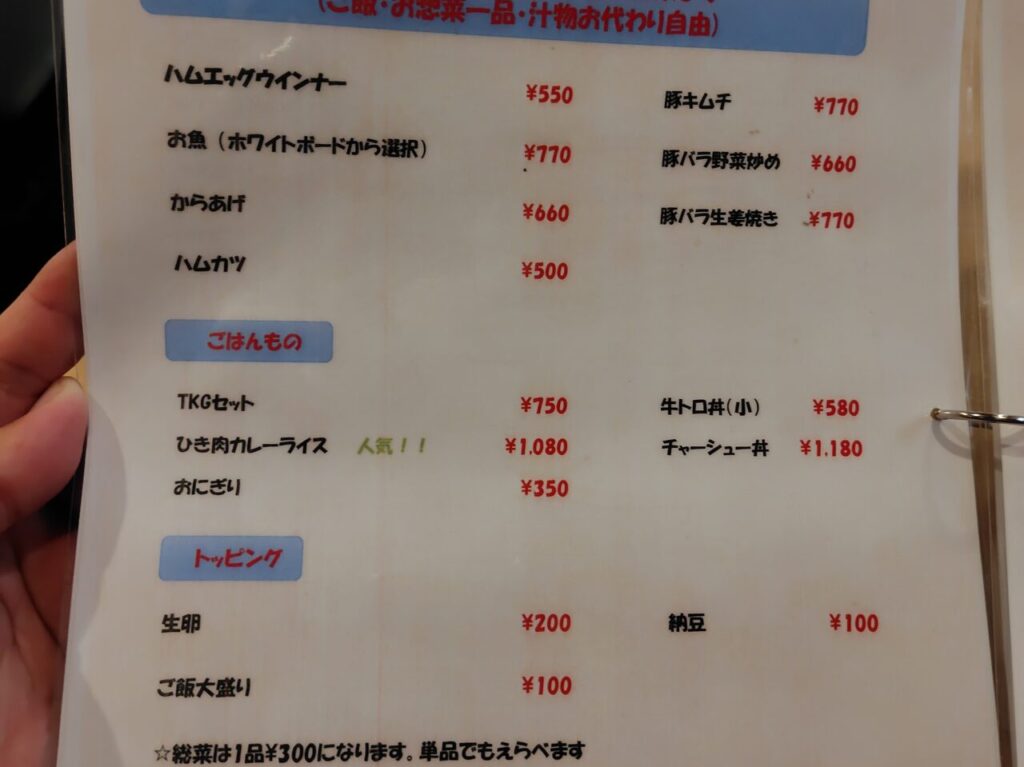 (ご飯・お惣菜一品・汁物お代わり自由)
ハムエッグウインナー ¥550 豚キムチ ¥770
お魚(ホワイトボードから選択) ¥770 豚バラ野菜炒め ¥660
からあげ ¥660 豚バラ生姜焼き ¥770
ハムカツ ¥500
ごはんもの
TKGセット ¥750 牛トロ丼(小) ¥580
ひき肉カレーライス 人気!! ¥1.080 チャーシュー丼 ¥1.180
おにぎり ¥350
トッピング
生卵 ¥200 納豆 ¥100
ご飯大盛り ¥100
☆総菜は1品¥300になります。単品でもえらべます